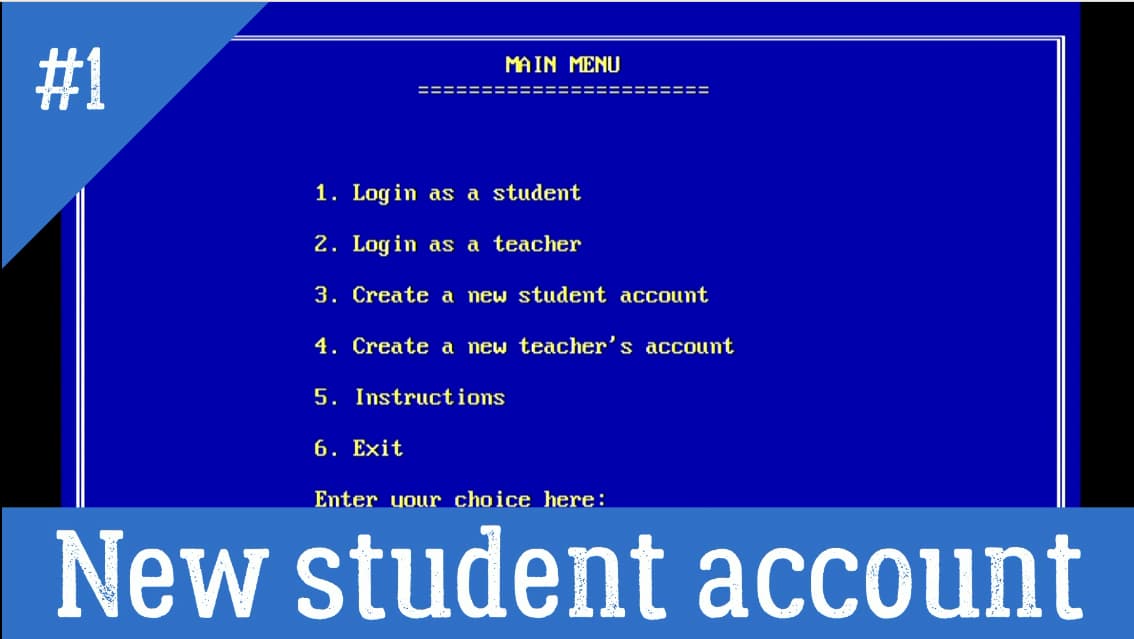 #1
MAIN MENU
=======================
1. Login as a student
2. Login as a teacher
3. Create a new student account
4. Create a new teacher's account
5. Instructions
6. Exit
Enter your choice here:
New student account